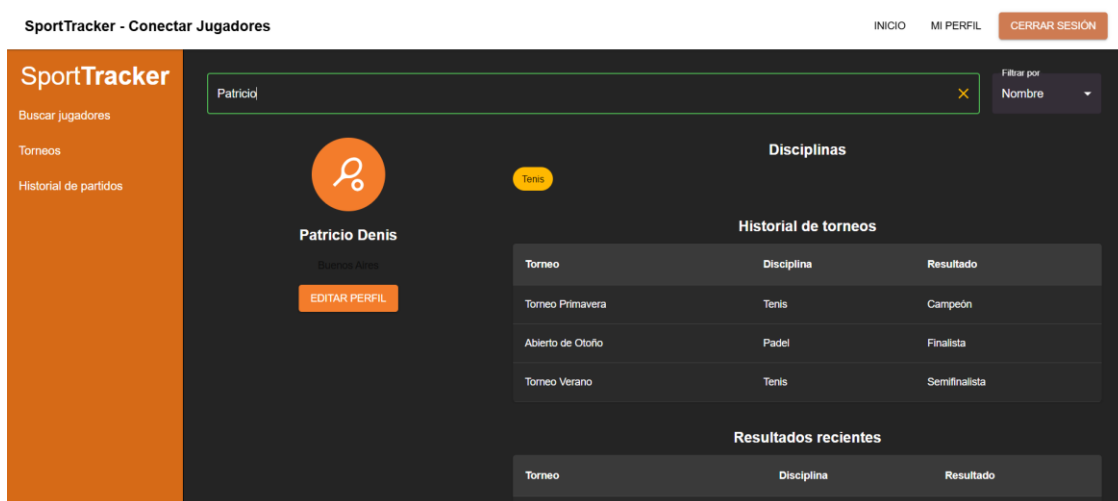 SportTracker - Conectar Jugadores
INICIO MI PERFIL CERRAR SESIÓN
SportTracker
Buscar jugadores
Torneos
Historial de partidos
Patricio
Filtrar por
Nombre
Patricio Denis
Buenos Aires
EDITAR PERFIL
Disciplinas
Tenis
Historial de torneos
Torneo Disciplina Resultado
Torneo Primavera Tenis Campeón
Abierto de Otoño Padel Finalista
Torneo Verano Tenis Semifinalista
Resultados recientes
Torneo Disciplina Resultado